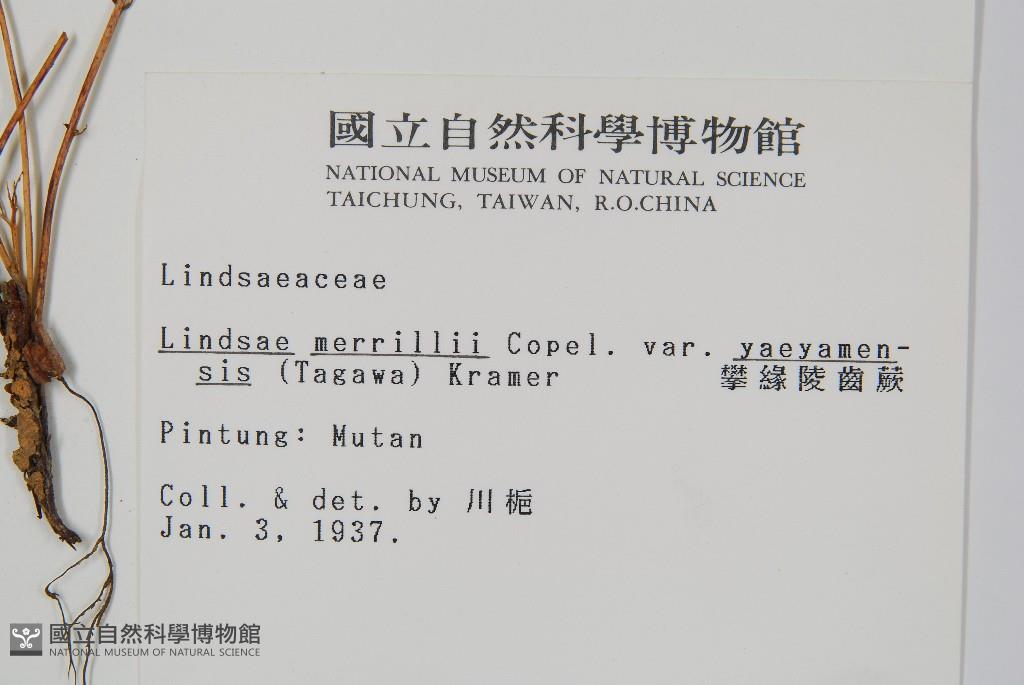 國立自然科學博物館
NATIONAL MUSEUM OF NATURAL SCIENCE
TAICHUNG, TAIWAN, R.O.CHINA
Lindsaeaceae
Lindsae merrillii Copel. var. yaeyamen-
sis (Tagawa) Kramer 攀緣陵齒蕨
Pintung: Mutan
Coll. & det. by 川梔
Jan. 3, 1937.
國立自然科學博物館
NATIONAL MUSEUM OF NATURAL SCIENCE